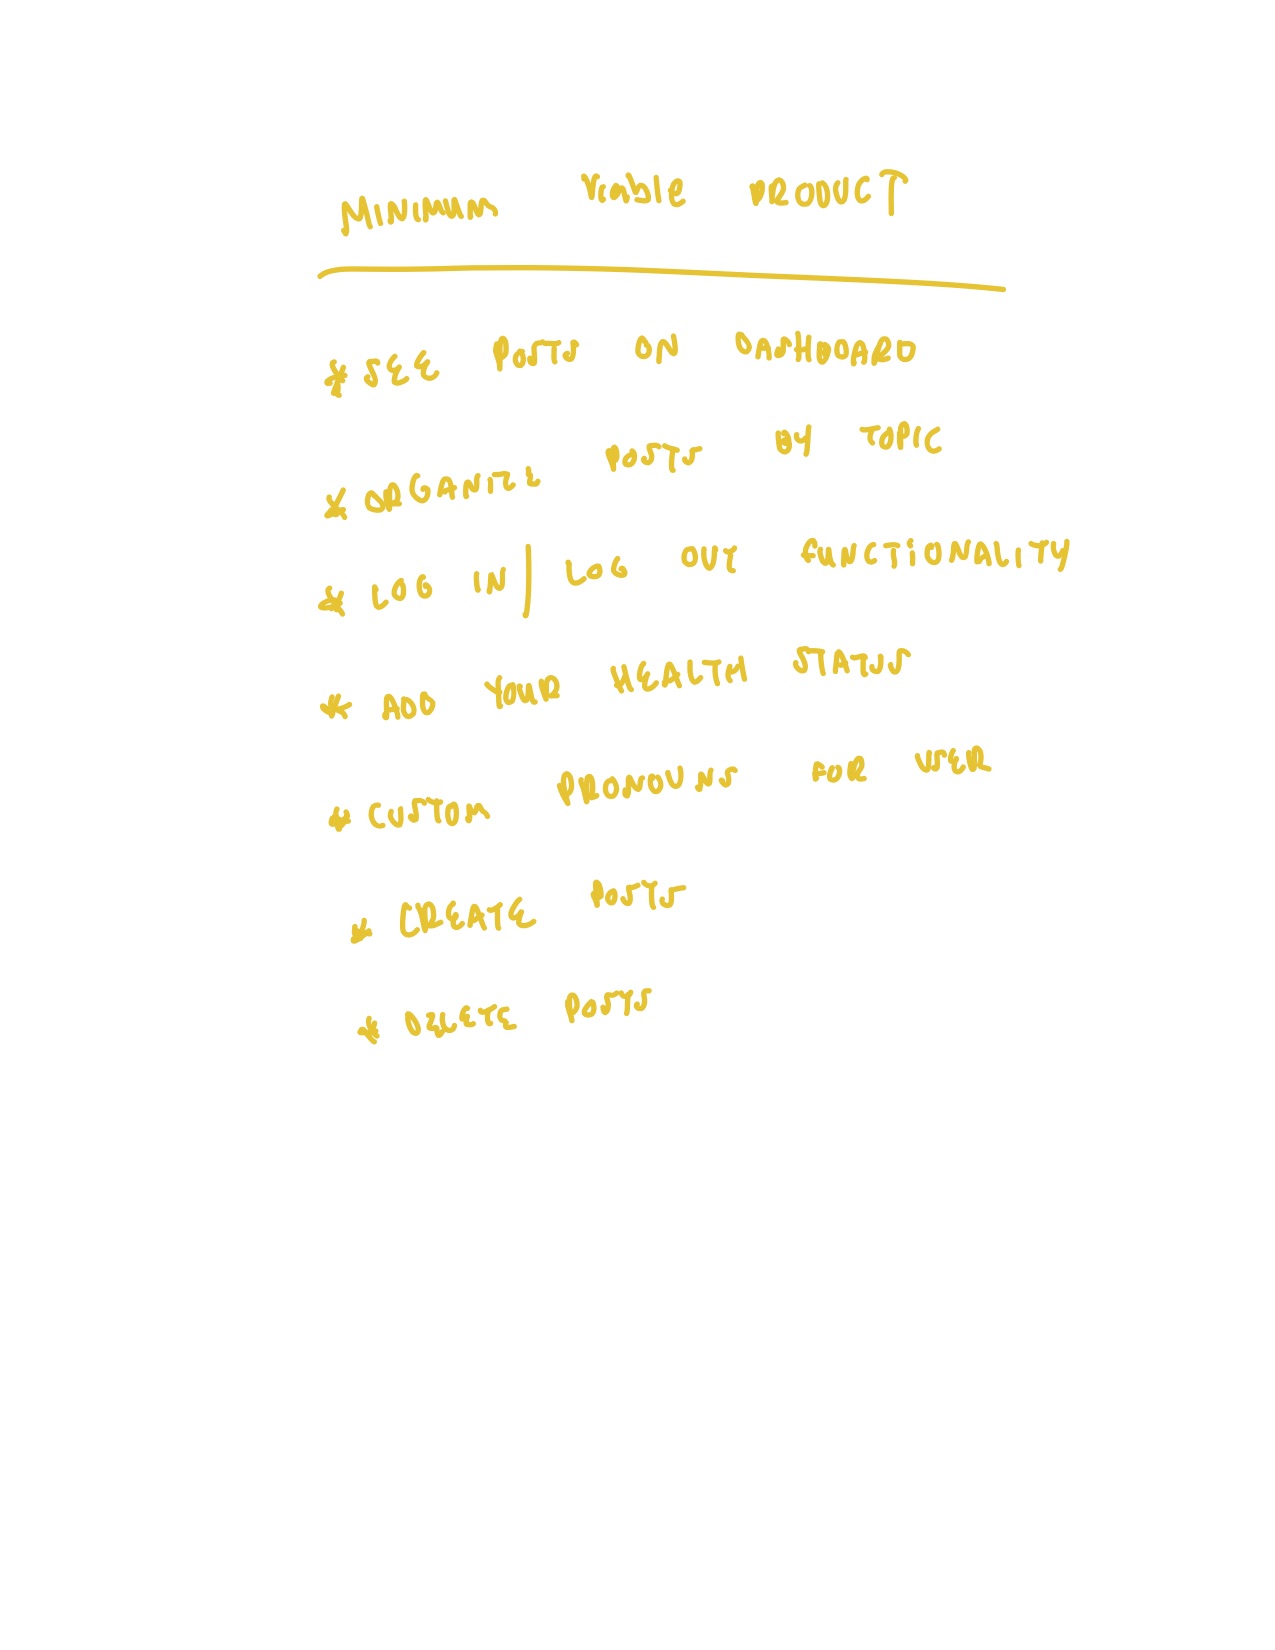 MINIMUM Viable PRODUCT
* SEE POSTS ON DASHBOARD
* ORGANIZE POSTS BY TOPIC
* LOG IN/LOG OUT FUNCTIONALITY
* ADD YOUR HEALTH STATUS
* CUSTOM PRONOUNS FOR USER
* CREATE POSTS
* DELETE POSTS